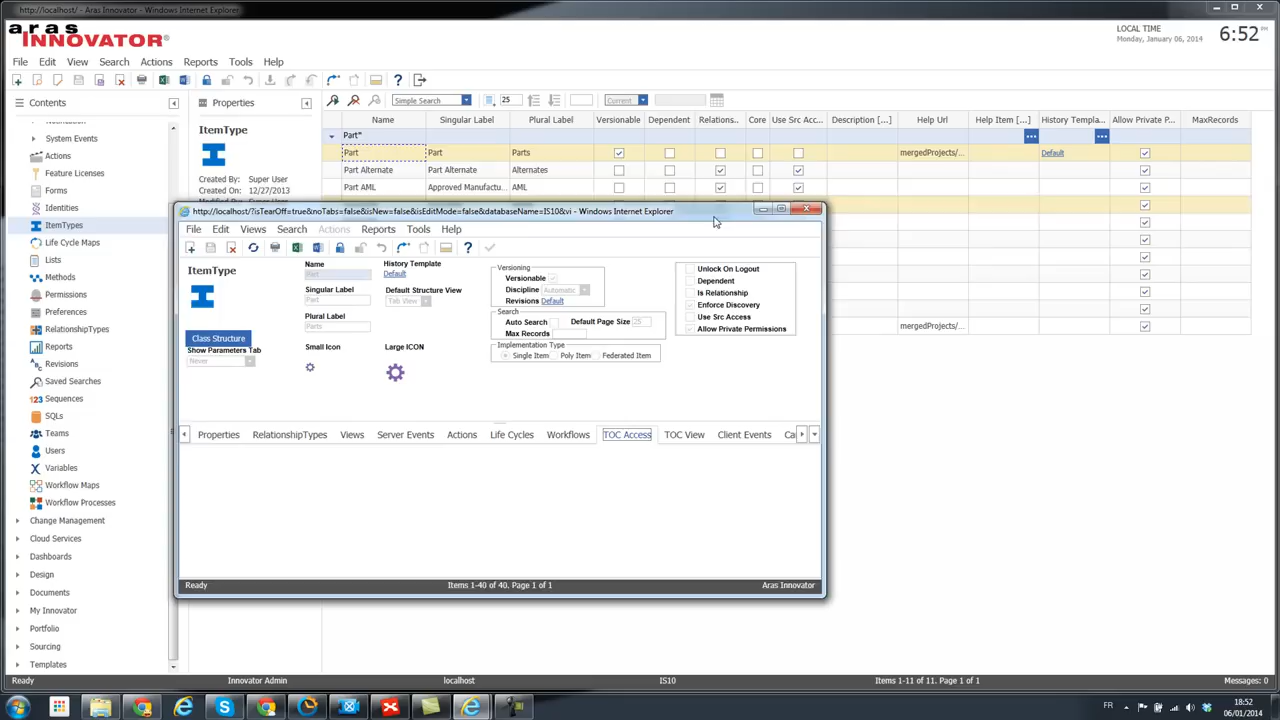 http://localhost/ - Aras Innovator - Windows Internet Explorer
aras
INNOVATOR®
LOCAL TIME
Monday, January 06, 2014
6:52 PM
File Edit View Search Actions Reports Tools Help
Contents
Properties
Simple Search
25
Current
Name Singular Label Plural Label Versionable Dependent Relations.. Core Use Src Acc... Description [...] Help Url Help Item [...] History Templa... Allow Private P... MaxRecords
ItemType
Part*
Part Part Parts mergedProjects/... Default
Part Alternate Part Alternate Alternates
Part AML Approved Manufactu... AML
Created By: Super User
Created On: 12/27/2013
mergedProjects/...
System Events
Actions
Feature Licenses
Forms
Identities
ItemTypes
Life Cycle Maps
Lists
Methods
Permissions
Preferences
RelationshipTypes
Reports
Revisions
Saved Searches
Sequences
SQLs
Teams
Users
Variables
Workflow Maps
Workflow Processes
Change Management
Cloud Services
Dashboards
Design
Documents
My Innovator
Portfolio
Sourcing
Templates
http://localhost/?isTearOff=true&noTabs=false&isNew=false&isEditMode=false&databaseName=IS10&vi - Windows Internet Explorer
File Edit Views Search Actions Reports Tools Help
ItemType
Class Structure
Show Parameters Tab
Never
Name
Part
Singular Label
Part
Plural Label
Parts
Small Icon
History Template
Default
Default Structure View
Tab View
Large ICON
Versioning
Versionable
Discipline Automatic
Revisions Default
Search
Auto Search Default Page Size 25
Max Records
Implementation Type
Single Item Poly Item Federated Item
Unlock On Logout
Dependent
Is Relationship
Enforce Discovery
Use Src Access
Allow Private Permissions
Properties RelationshipTypes Views Server Events Actions Life Cycles Workflows TOC Access TOC View Client Events Ca
Ready Items 1-40 of 40. Page 1 of 1 Aras Innovator
Ready Innovator Admin localhost IS10 Items 1-11 of 11. Page 1 of 1 Messages: 0
FR
18:52
06/01/2014